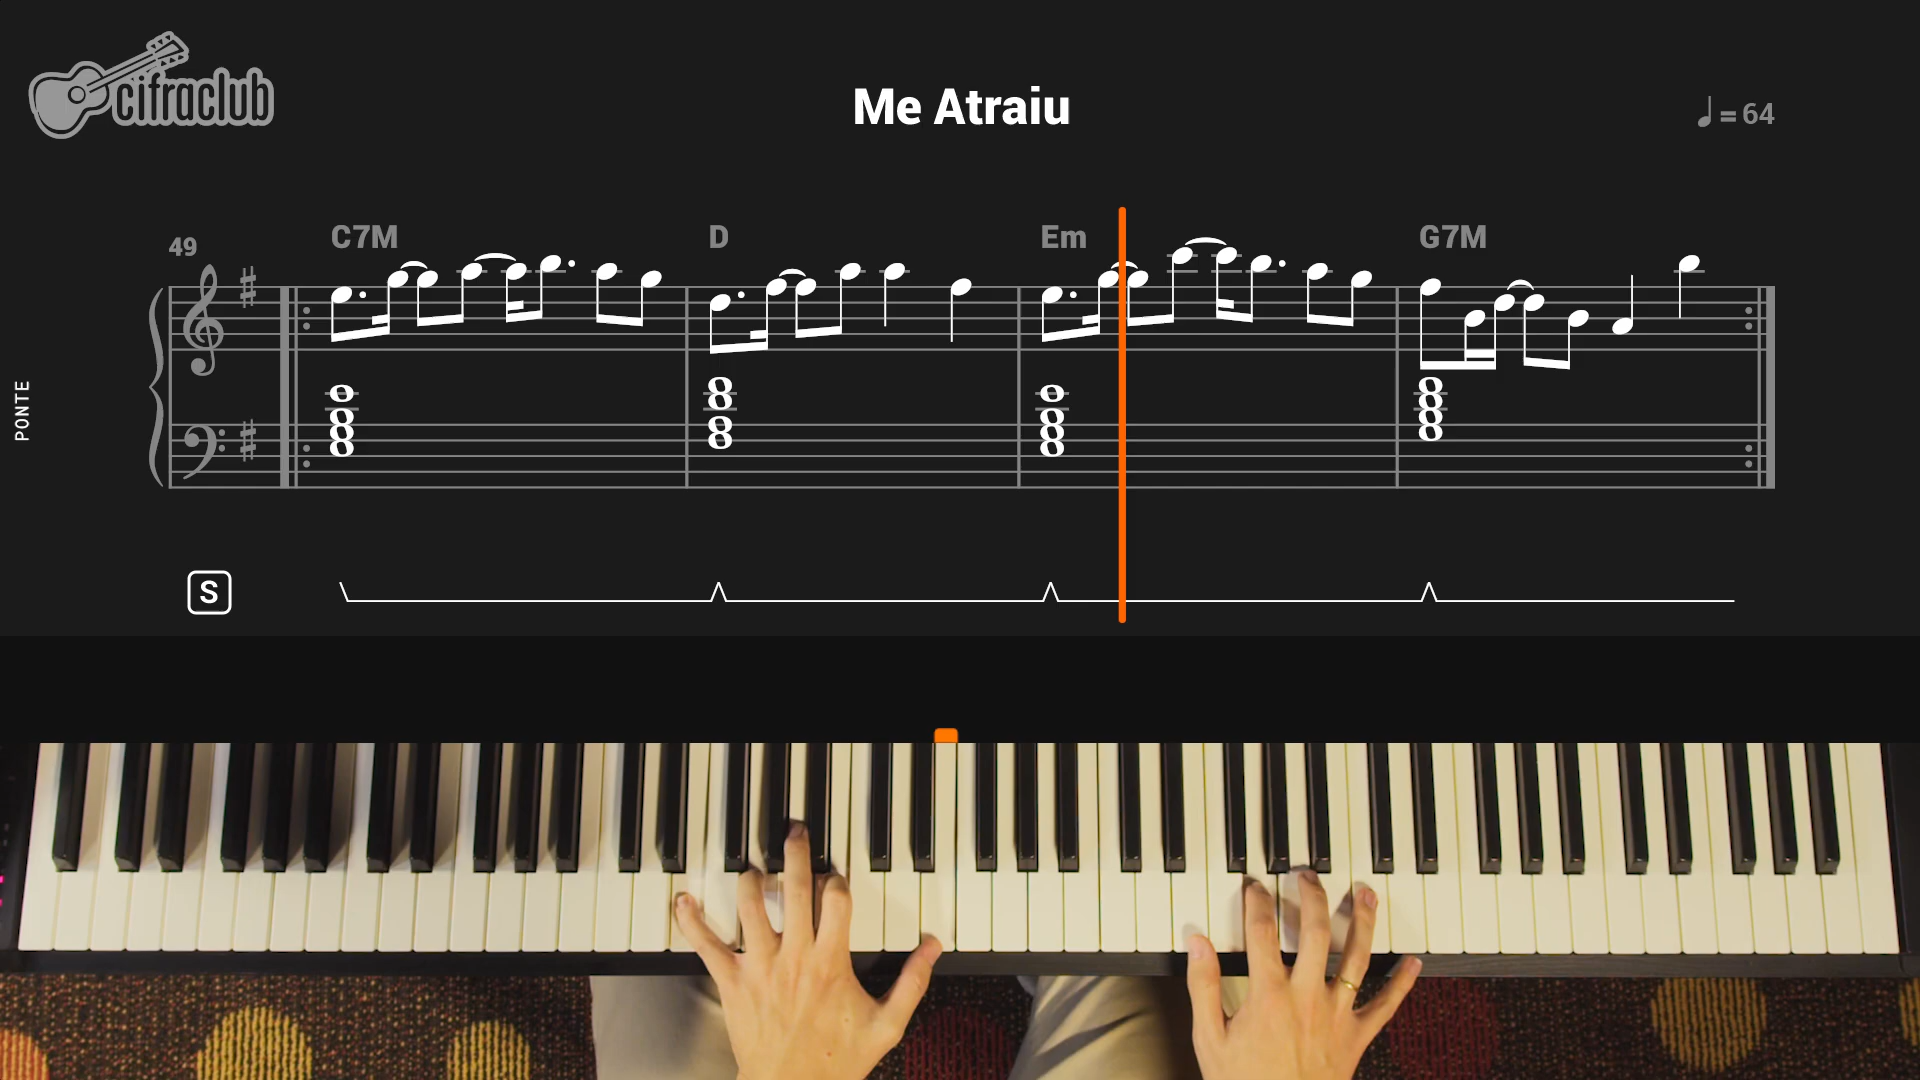 cifraclub
Me Atraiu
= 64
49
C7M
D
Em
G7M
PONTE
S